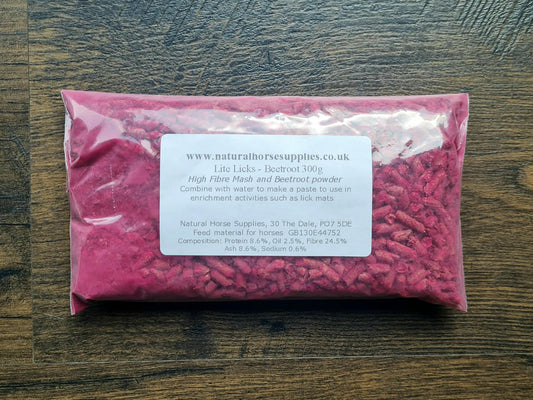 www.naturalhorsesupplies.co.uk
Lite Licks - Beetroot 300g
High Fibre Mash and Beetroot powder
Combine with water to make a paste to use in
enrichment activities such as lick mats
Natural Horse Supplies, 30 The Dale, PO7 5DE
Feed material for horses GB130E44752
Composition: Protein 8.6%, Oil 2.5%, Fibre 24.5%
Ash 8.6%, Sodium 0.6%